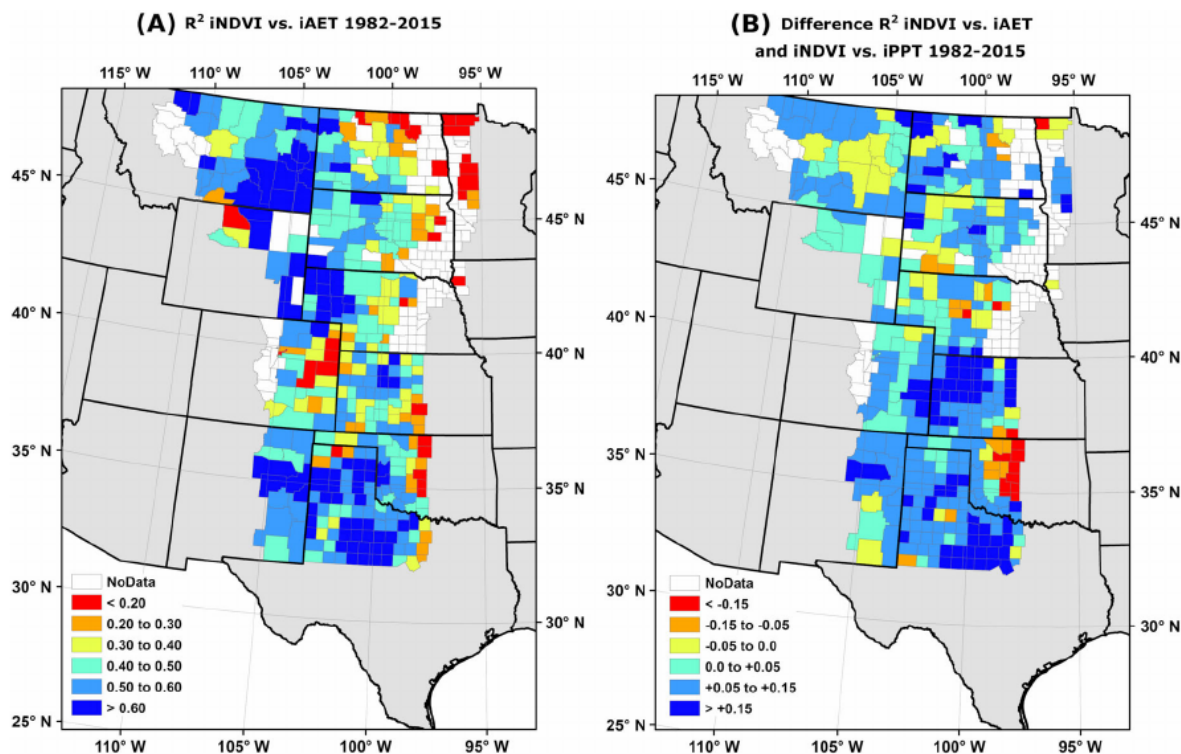 (A) R² iNDVI vs. iAET 1982-2015
115° W 110° W 105° W 100° W 95° W
45° N
45° N
40° N
40° N
35° N
35° N
30° N
30° N
25° N
NoData
< 0.20
0.20 to 0.30
0.30 to 0.40
0.40 to 0.50
0.50 to 0.60
> 0.60
110° W 105° W 100° W 95° W
(B) Difference R² iNDVI vs. iAET
and iNDVI vs. iPPT 1982-2015
115° W 110° W 105° W 100° W 95° W
45° N
45° N
40° N
40° N
35° N
35° N
30° N
30° N
25° N
NoData
< -0.15
-0.15 to -0.05
-0.05 to 0.0
0.0 to +0.05
+0.05 to +0.15
> +0.15
110° W 105° W 100° W 95° W